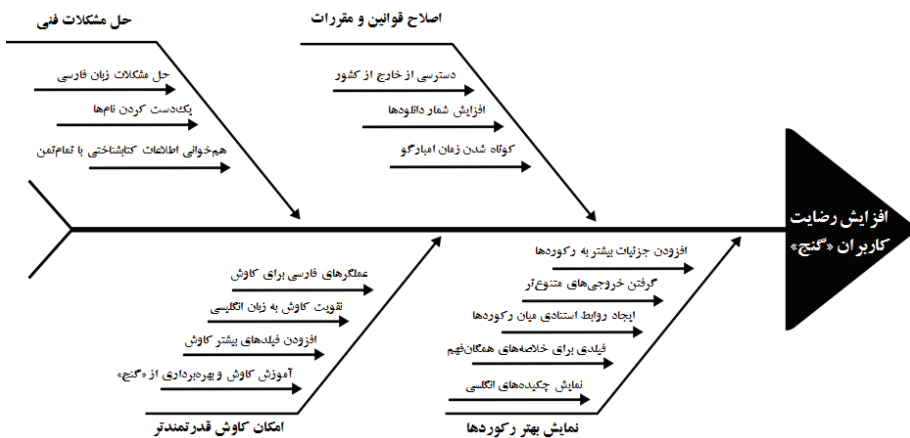 اصلاح قوانین و مقررات
دسترسی از خارج از کشور
افزایش شمار دانلودها
کوتاه شدن زمان امبارگو
حل مشکلات فنی
حل مشکلات زبان فارسی
یک‌دست کردن نام‌ها
هم‌خوانی اطلاعات کتابشناختی با تمام‌تمن
افزایش رضایت
کاربران «گنج»
افزودن جزئیات بیشتر به رکوردها
گرفتن خروجی‌های متنوع‌تر
ایجاد روابط استنادی میان رکوردها
فیلدی برای خلاصه‌های همگان‌فهم
نمایش چکیده‌های انگلسی
نمایش بهتر رکوردها
عملگرهای فارسی برای کاوش
تقویت کاوش به زبان انگلیسی
افزودن فیلدهای بیشتر کاوش
آموزش کاوش و بهره‌برداری از «گنج»
امکان کاوش قدرتمندتر